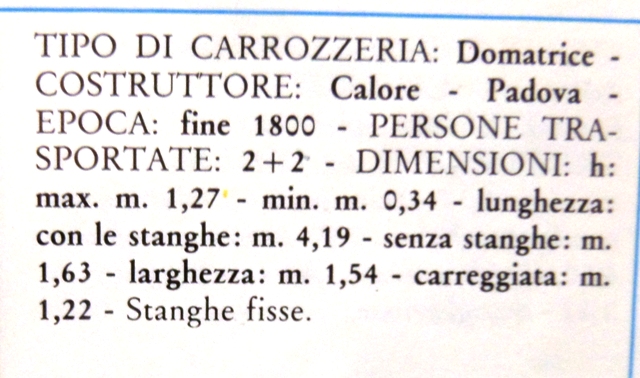 TIPO DI CARROZZERIA: Domatrice -
COSTRUTTORE: Calore - Padova -
EPOCA: fine 1800 - PERSONE TRA-
SPORTATE: 2+2 - DIMENSIONI: h:
max. m. 1,27 - min. m. 0,34 - lunghezza:
con le stanghe: m. 4,19 - senza stanghe: m.
1,63 - larghezza: m. 1,54 - carreggiata: m.
1,22 - Stanghe fisse.